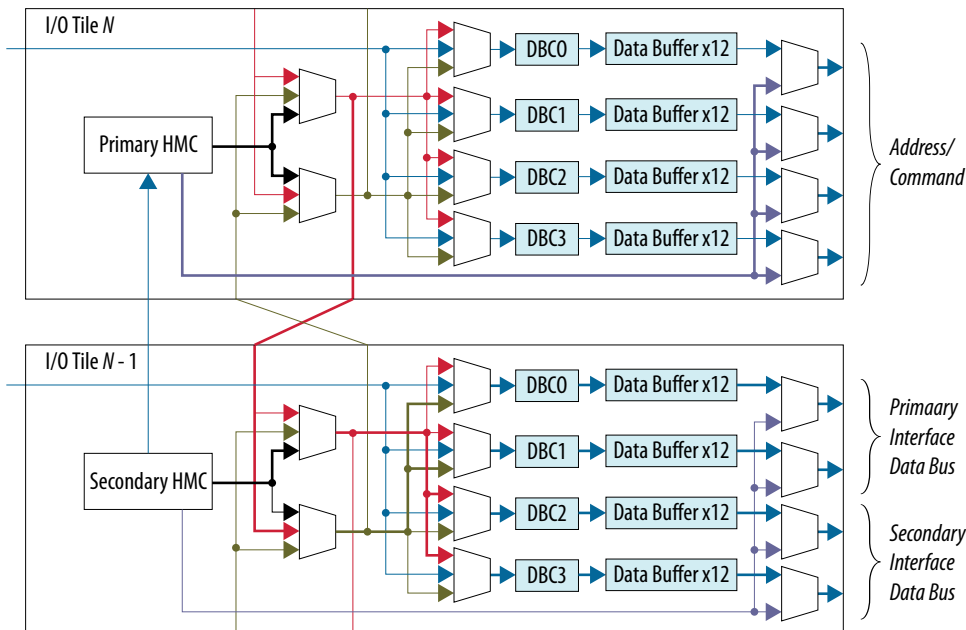 I/O Tile N
DBC0
Data Buffer x12
DBC1
Data Buffer x12
Primary HMC
Address/
Command
DBC2
Data Buffer x12
DBC3
Data Buffer x12
I/O Tile N - 1
DBC0
Data Buffer x12
Primaary
Interface
Data Bus
DBC1
Data Buffer x12
Secondary HMC
DBC2
Data Buffer x12
Secondary
Interface
Data Bus
DBC3
Data Buffer x12